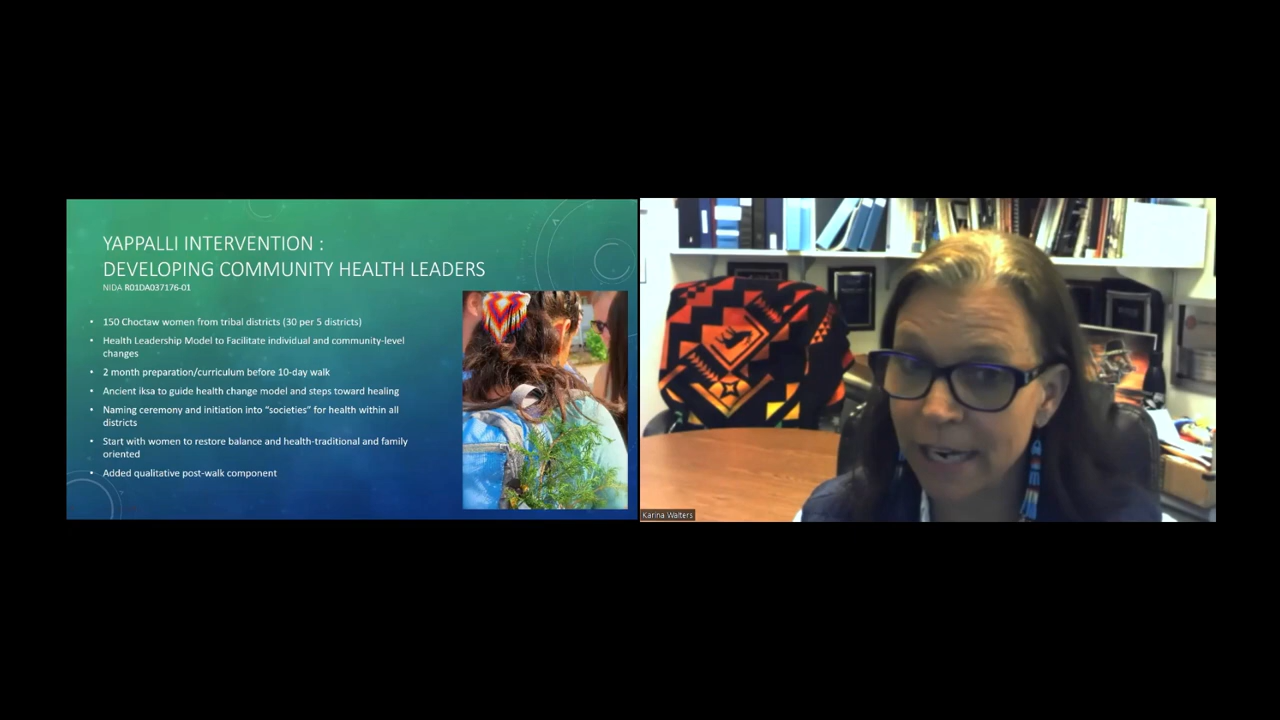 YAPPALLI INTERVENTION :
DEVELOPING COMMUNITY HEALTH LEADERS
NIDA R01DA037176-01
• 150 Choctaw women from tribal districts (30 per 5 districts)
• Health Leadership Model to Facilitate individual and community-level
changes
• 2 month preparation/curriculum before 10-day walk
• Ancient iksa to guide health change model and steps toward healing
• Naming ceremony and initiation into “societies” for health within all
districts
• Start with women to restore balance and health-traditional and family
oriented
• Added qualitative post-walk component
Karina Walters